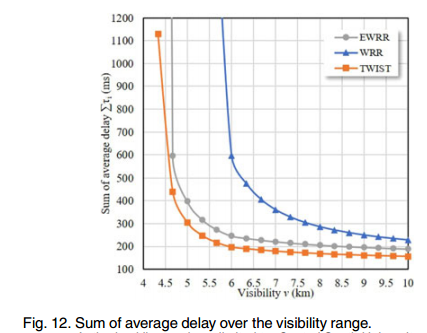 1200
1100
1000
900
800
700
600
500
400
300
200
100
Sum of average delay Στᵢ (ms)
EWRR
WRR
TWIST
4 4.5 5 5.5 6 6.5 7 7.5 8 8.5 9 9.5 10
Visibility v (km)
Fig. 12. Sum of average delay over the visibility range.